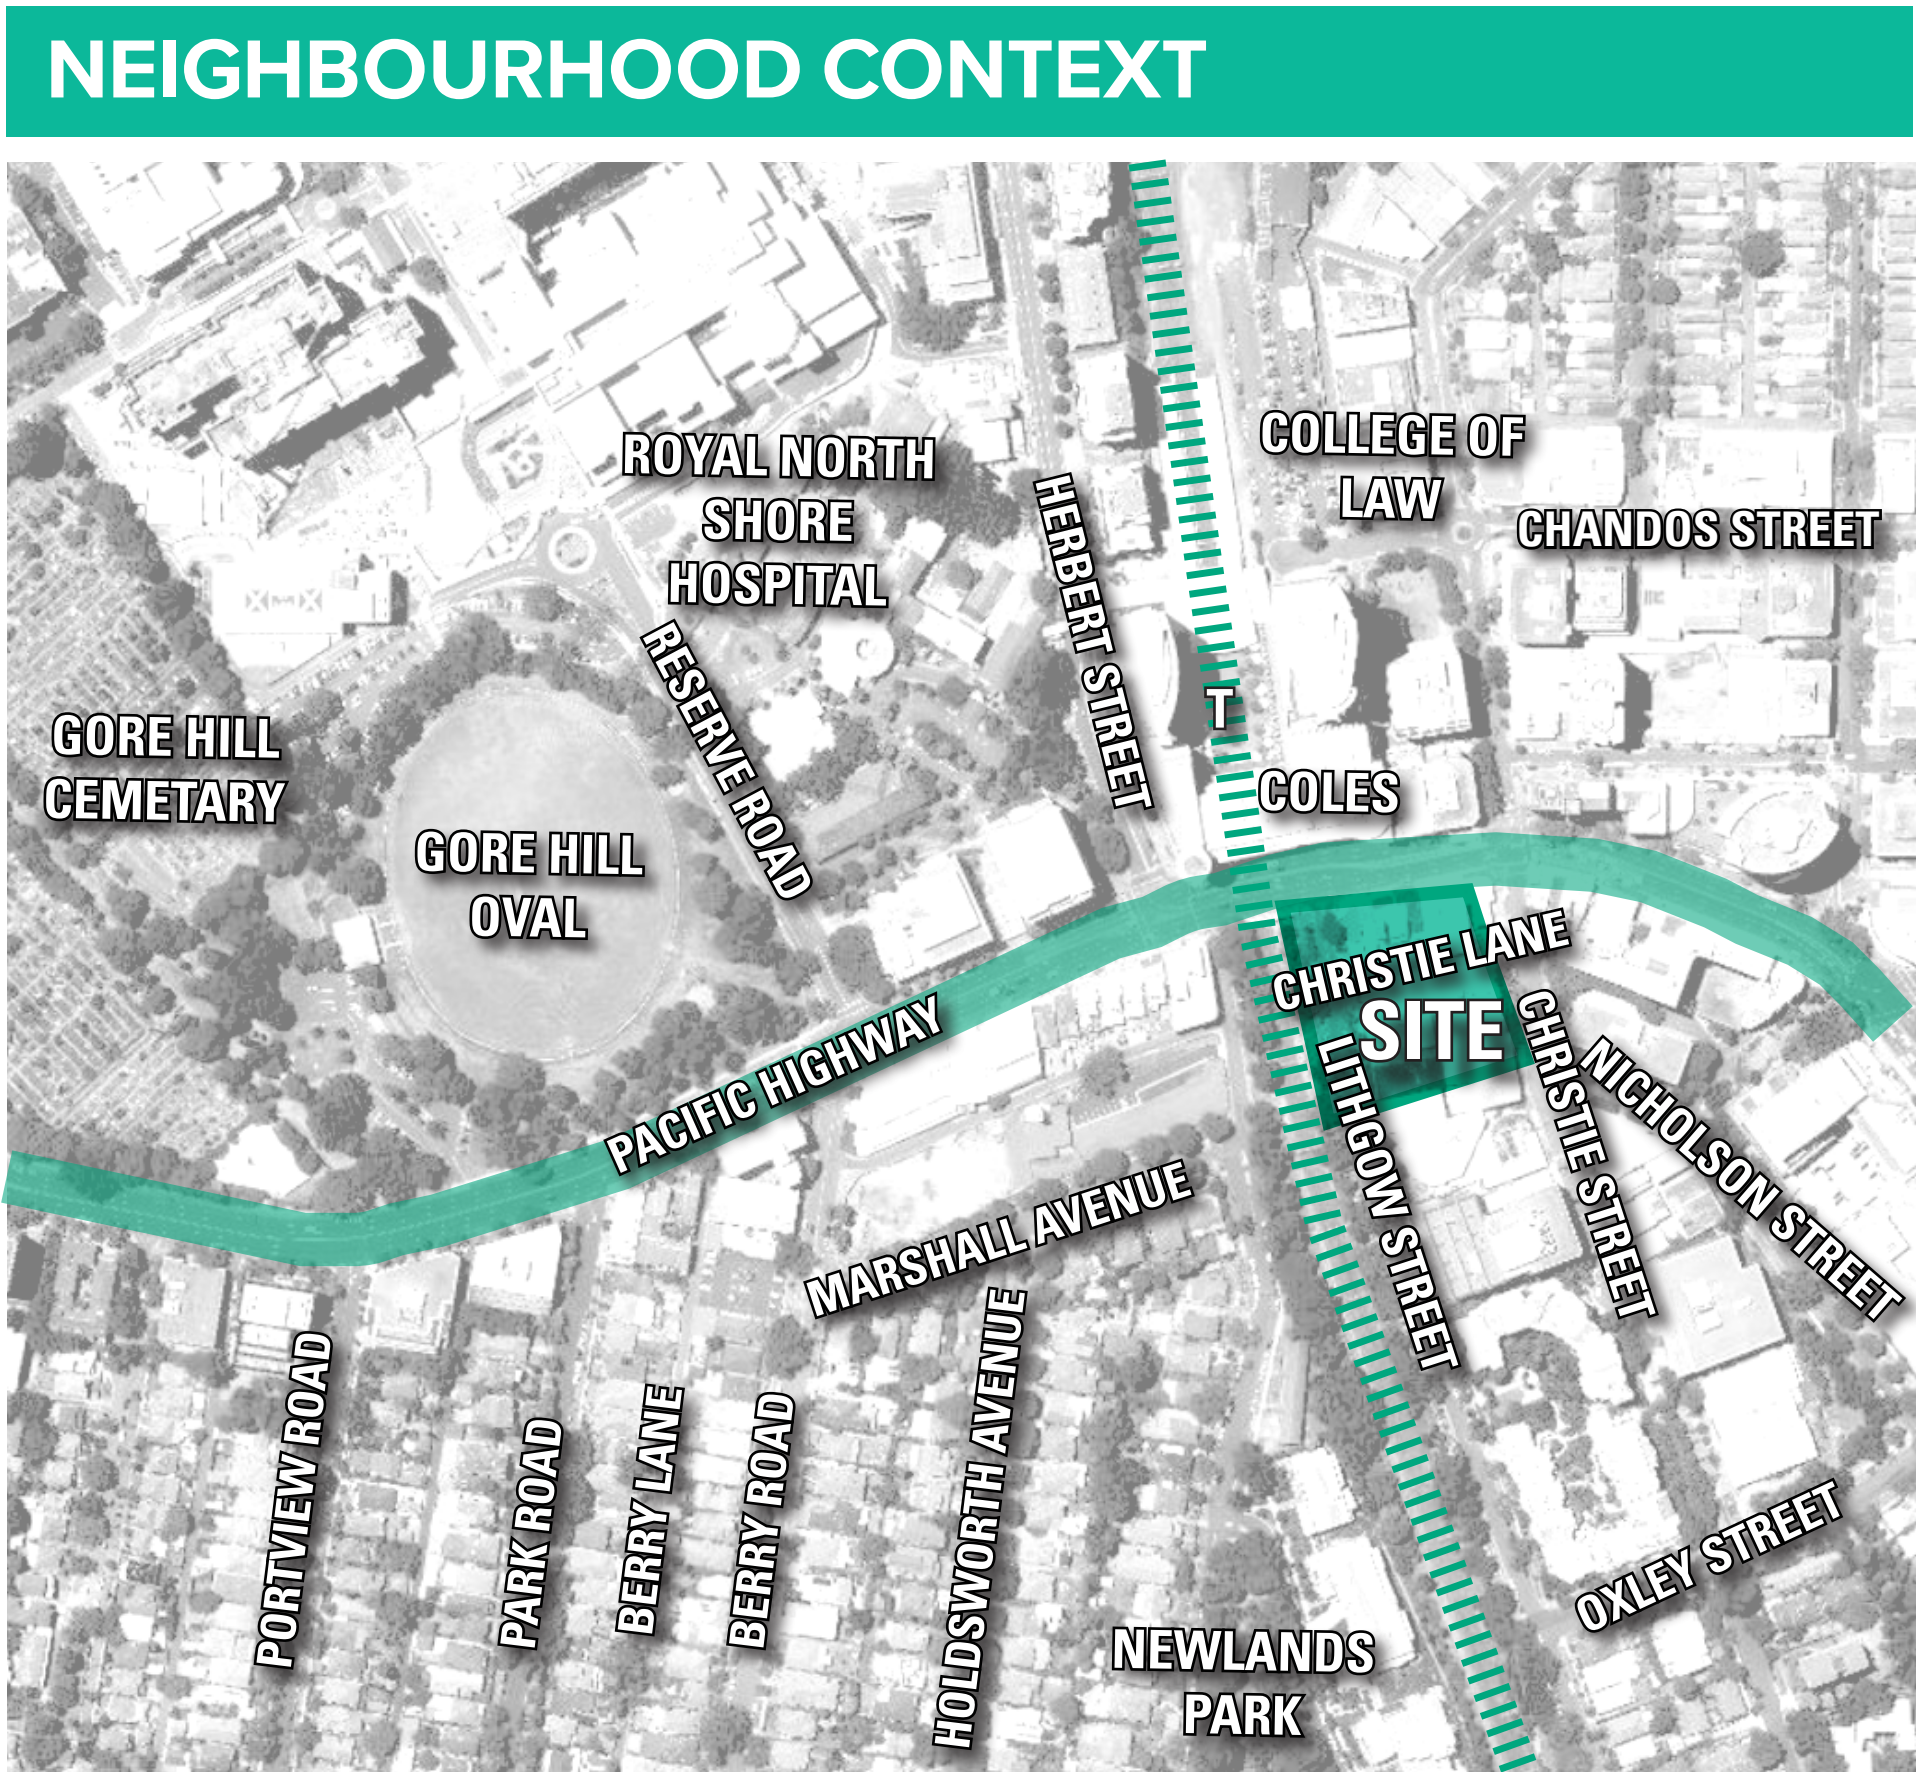 NEIGHBOURHOOD CONTEXT
ROYAL NORTH
SHORE
HOSPITAL
COLLEGE OF
LAW
CHANDOS STREET
HERBERT STREET
RESERVE ROAD
T
GORE HILL
CEMETARY
COLES
GORE HILL
OVAL
CHRISTIE LANE
SITE
PACIFIC HIGHWAY
LITHGOW STREET
CHRISTIE STREET
NICHOLSON STREET
MARSHALL AVENUE
PORTVIEW ROAD
PARK ROAD
BERRY LANE
BERRY ROAD
HOLDSWORTH AVENUE
OXLEY STREET
NEWLANDS
PARK